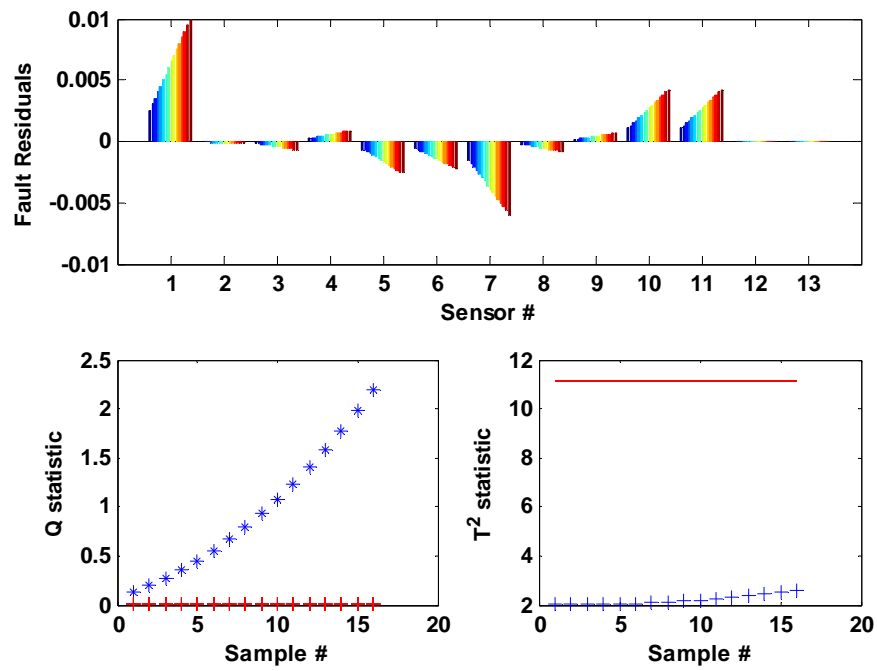 Fault Residuals
0.01
0.005
0
-0.005
-0.01
1 2 3 4 5 6 7 8 9 10 11 12 13
Sensor #
Q statistic
2.5
2
1.5
1
0.5
0
0 5 10 15 20
Sample #
T² statistic
12
10
8
6
4
2
0 5 10 15 20
Sample #